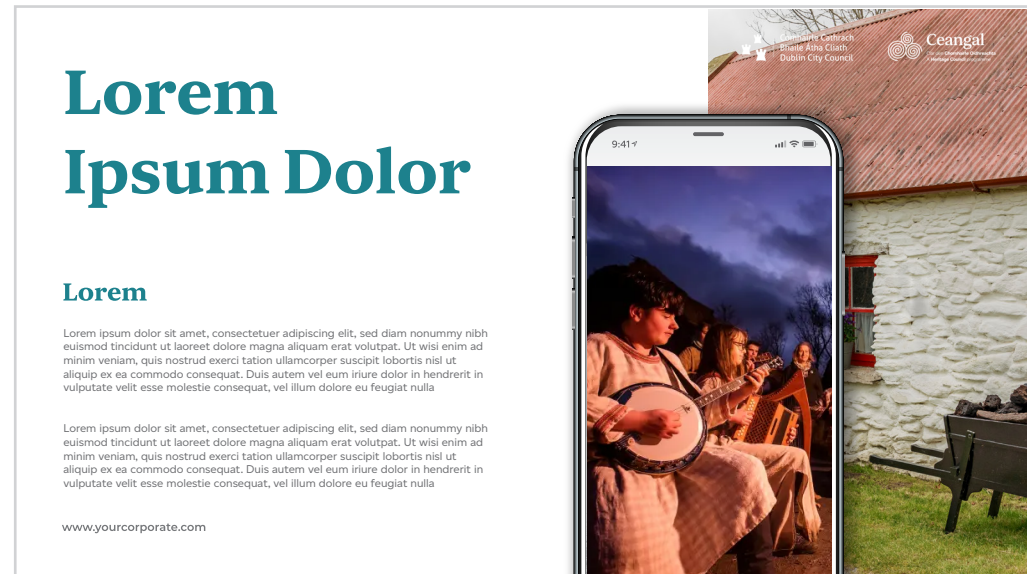 Lorem
Ipsum Dolor
Lorem
Lorem ipsum dolor sit amet, consectetuer adipiscing elit, sed diam nonummy nibh
euismod tincidunt ut laoreet dolore magna aliquam erat volutpat. Ut wisi enim ad
minim veniam, quis nostrud exerci tation ullamcorper suscipit lobortis nisl ut
aliquip ex ea commodo consequat. Duis autem vel eum iriure dolor in hendrerit in
vulputate velit esse molestie consequat, vel illum dolore eu feugiat nulla
Lorem ipsum dolor sit amet, consectetuer adipiscing elit, sed diam nonummy nibh
euismod tincidunt ut laoreet dolore magna aliquam erat volutpat. Ut wisi enim ad
minim veniam, quis nostrud exerci tation ullamcorper suscipit lobortis nisl ut
aliquip ex ea commodo consequat. Duis autem vel eum iriure dolor in hendrerit in
vulputate velit esse molestie consequat, vel illum dolore eu feugiat nulla
www.yourcorporate.com
Comhairle Cathrach
Bhaile Átha Cliath
Dublin City Council
Ceangal
9:41